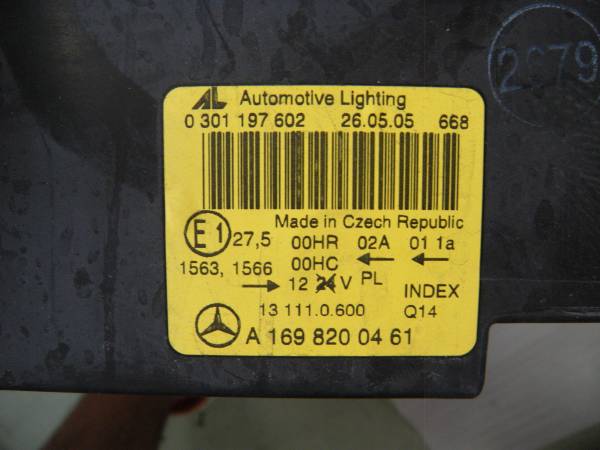 AL Automotive Lighting
0 301 197 602 26.05.05 668
Made in Czech Republic
E1 27,5 00HR 02A 01 1a
1563, 1566 00HC ← ←
→ 12 24 V PL INDEX
13 111.0.600 Q14
A 169 820 04 61